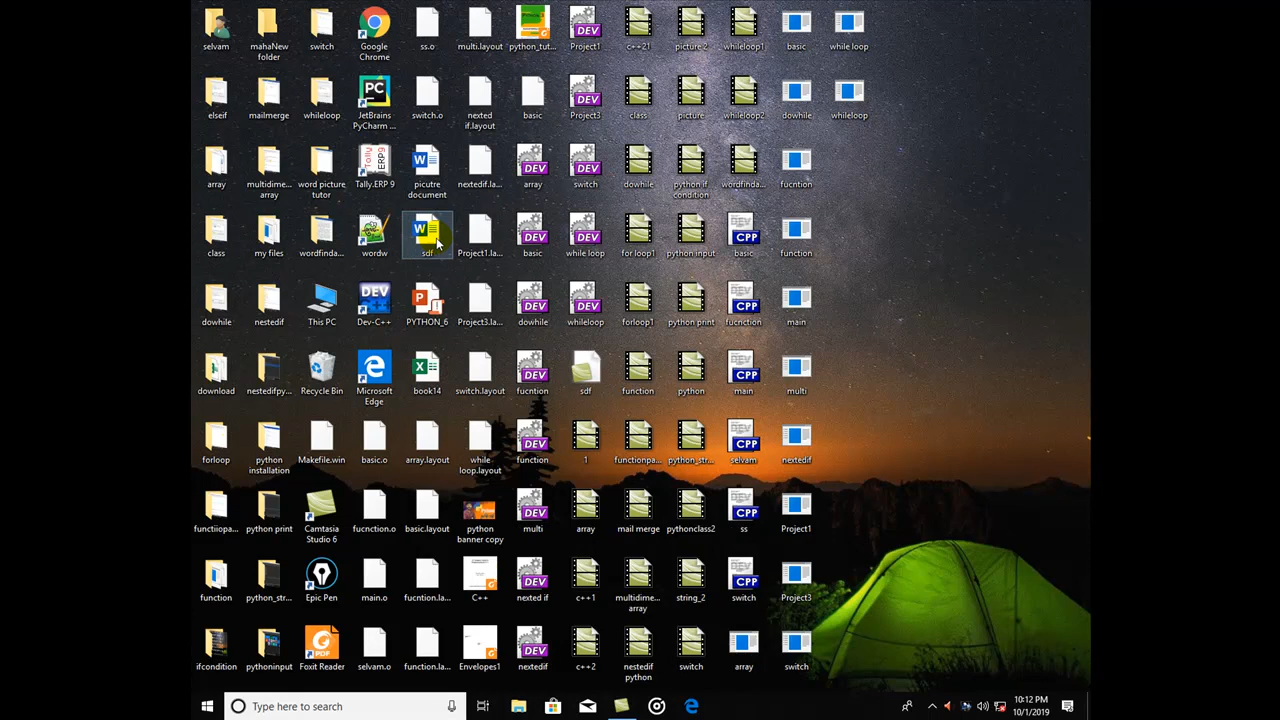 selvam
mahaNew
folder
switch
Google
Chrome
ss.o
multi.layout
python_tut...
Project1
c++21
picture 2
whileloop1
basic
while loop
elseif
mailmerge
whileloop
JetBrains
PyCharm ...
switch.o
nexted
if.layout
basic
Project3
class
picture
whileloop2
dowhile
whileloop
array
multidime...
array
word picture
tutor
Tally.ERP 9
picutre
document
nextedif.la...
array
switch
dowhile
python if
condition
wordfinda...
fucntion
class
my files
wordfinda...
wordw
sdf
Project1.la...
basic
while loop
for loop1
python input
basic
function
dowhile
nestedif
This PC
Dev-C++
PYTHON_6
Project3.la...
dowhile
whileloop
forloop1
python print
fucnction
main
download
nestedifpy...
Recycle Bin
Microsoft
Edge
book14
switch.layout
fucntion
sdf
function
python
main
multi
forloop
python
installation
Makefile.win
basic.o
array.layout
while
loop.layout
function
1
functionpa...
python_str...
selvam
nextedif
functiopa...
python print
Camtasia
Studio 6
fucnction.o
basic.layout
python
banner copy
multi
array
mail merge
pythonclass2
ss
Project1
function
python_str...
Epic Pen
main.o
fucntion.la...
C++
nexted if
c++1
multidime...
array
string_2
switch
Project3
ifcondition
pythoninput
Foxit Reader
selvam.o
function.la...
Envelopes1
nextedif
c++2
nestedif
python
switch
array
switch
Type here to search
10:12 PM
10/1/2019